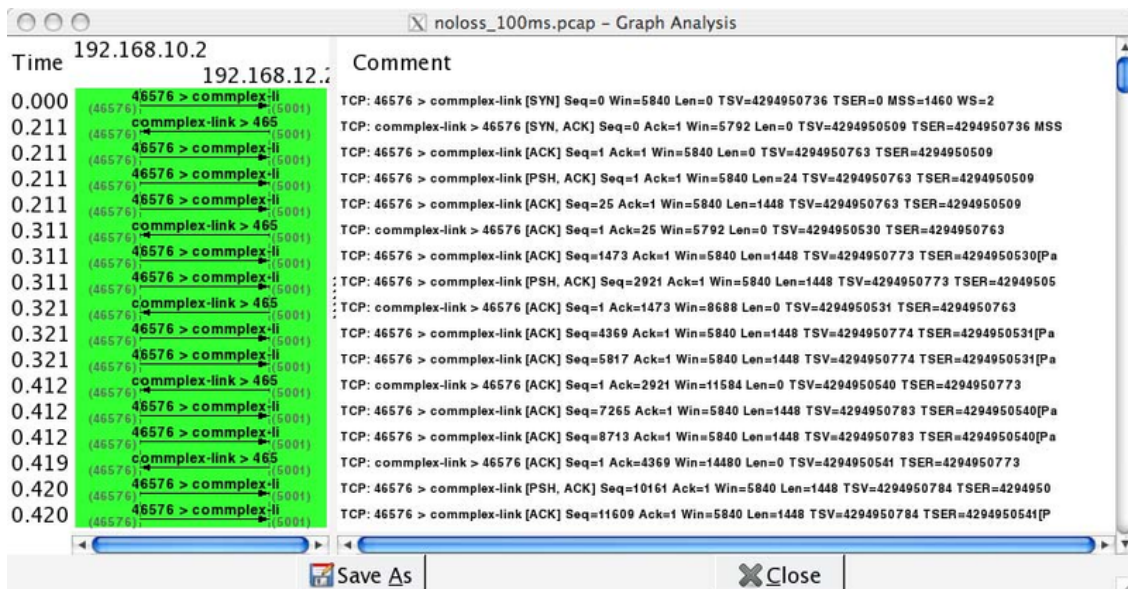 noloss_100ms.pcap – Graph Analysis
Time 192.168.10.2 192.168.12.2 Comment
0.000 46576 > commplex-li (46576) (5001) TCP: 46576 > commplex-link [SYN] Seq=0 Win=5840 Len=0 TSV=4294950736 TSER=0 MSS=1460 WS=2
0.211 commplex-link > 465 (46576) (5001) TCP: commplex-link > 46576 [SYN, ACK] Seq=0 Ack=1 Win=5792 Len=0 TSV=4294950509 TSER=4294950736 MSS
0.211 46576 > commplex-li (46576) (5001) TCP: 46576 > commplex-link [ACK] Seq=1 Ack=1 Win=5840 Len=0 TSV=4294950763 TSER=4294950509
0.211 46576 > commplex-li (46576) (5001) TCP: 46576 > commplex-link [PSH, ACK] Seq=1 Ack=1 Win=5840 Len=24 TSV=4294950763 TSER=4294950509
0.211 46576 > commplex-li (46576) (5001) TCP: 46576 > commplex-link [ACK] Seq=25 Ack=1 Win=5840 Len=1448 TSV=4294950763 TSER=4294950509
0.311 commplex-link > 465 (46576) (5001) TCP: commplex-link > 46576 [ACK] Seq=1 Ack=25 Win=5792 Len=0 TSV=4294950530 TSER=4294950763
0.311 46576 > commplex-li (46576) (5001) TCP: 46576 > commplex-link [ACK] Seq=1473 Ack=1 Win=5840 Len=1448 TSV=4294950773 TSER=4294950530[Pa
0.311 46576 > commplex-li (46576) (5001) TCP: 46576 > commplex-link [PSH, ACK] Seq=2921 Ack=1 Win=5840 Len=1448 TSV=4294950773 TSER=42949505
0.321 commplex-link > 465 (46576) (5001) TCP: commplex-link > 46576 [ACK] Seq=1 Ack=1473 Win=8688 Len=0 TSV=4294950531 TSER=4294950763
0.321 46576 > commplex-li (46576) (5001) TCP: 46576 > commplex-link [ACK] Seq=4369 Ack=1 Win=5840 Len=1448 TSV=4294950774 TSER=4294950531[Pa
0.321 46576 > commplex-li (46576) (5001) TCP: 46576 > commplex-link [ACK] Seq=5817 Ack=1 Win=5840 Len=1448 TSV=4294950774 TSER=4294950531[Pa
0.412 commplex-link > 465 (46576) (5001) TCP: commplex-link > 46576 [ACK] Seq=1 Ack=2921 Win=11584 Len=0 TSV=4294950540 TSER=4294950773
0.412 46576 > commplex-li (46576) (5001) TCP: 46576 > commplex-link [ACK] Seq=7265 Ack=1 Win=5840 Len=1448 TSV=4294950783 TSER=4294950540[Pa
0.412 46576 > commplex-li (46576) (5001) TCP: 46576 > commplex-link [ACK] Seq=8713 Ack=1 Win=5840 Len=1448 TSV=4294950783 TSER=4294950540[Pa
0.419 commplex-link > 465 (46576) (5001) TCP: commplex-link > 46576 [ACK] Seq=1 Ack=4369 Win=14480 Len=0 TSV=4294950541 TSER=4294950773
0.420 46576 > commplex-li (46576) (5001) TCP: 46576 > commplex-link [PSH, ACK] Seq=10161 Ack=1 Win=5840 Len=1448 TSV=4294950784 TSER=4294950
0.420 46576 > commplex-li (46576) (5001) TCP: 46576 > commplex-link [ACK] Seq=11609 Ack=1 Win=5840 Len=1448 TSV=4294950784 TSER=4294950541[P
Save As Close